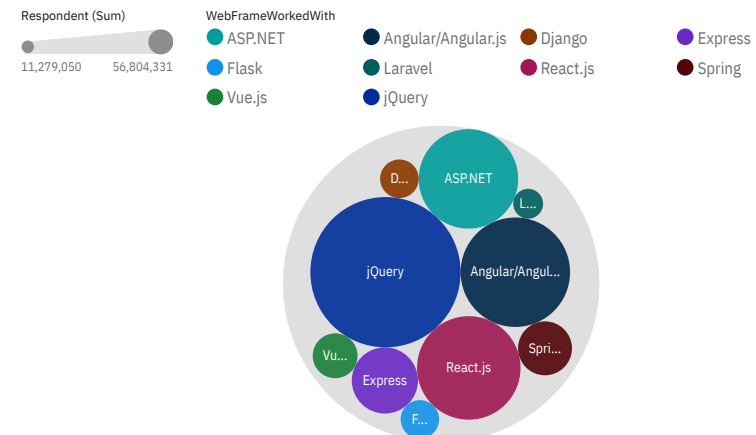 Respondent (Sum)
11,279,050 56,804,331
WebFrameWorkedWith
ASP.NET Angular/Angular.js Django Express
Flask Laravel React.js Spring
Vue.js jQuery
D... ASP.NET
L...
jQuery Angular/Angul...
Vu... Spri...
Express React.js
F...